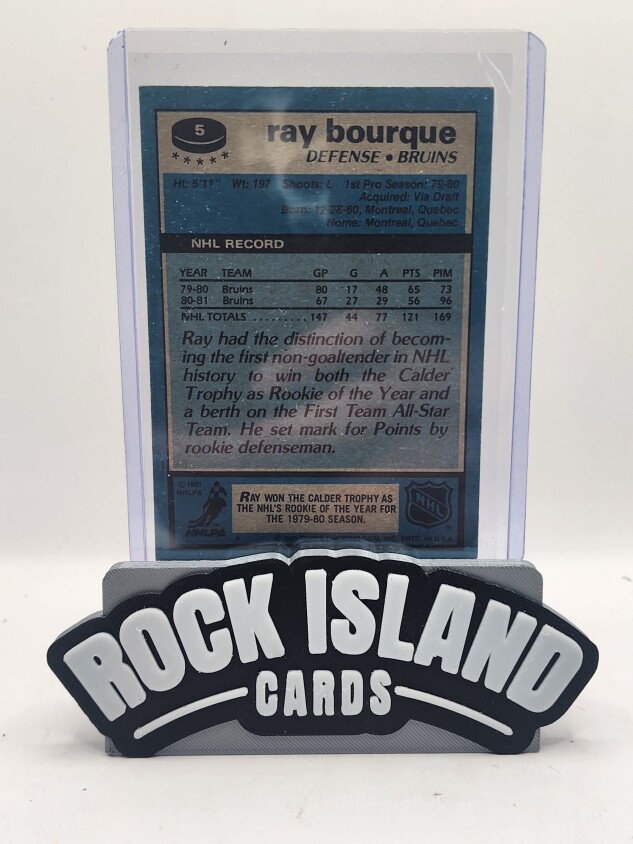 5
ray bourque
DEFENSE • BRUINS
Ht: 5'11" Wt: 197 Shoots: L 1st Pro Season: 79-80
Acquired: Via Draft
Born: 12-28-60, Montreal, Quebec
Home: Montreal, Quebec
NHL RECORD
YEAR TEAM GP G A PTS PIM
79-80 Bruins 80 17 48 65 73
80-81 Bruins 67 27 29 56 96
NHL TOTALS .......... 147 44 77 121 169
Ray had the distinction of becom-
ing the first non-goaltender in NHL
history to win both the Calder
Trophy as Rookie of the Year and
a berth on the First Team All-Star
Team. He set mark for Points by
rookie defenseman.
© 1981
NHLPA
NHLPA
RAY WON THE CALDER TROPHY AS
THE NHL'S ROOKIE OF THE YEAR FOR
THE 1979-80 SEASON.
NHL
INC. PRTD. IN U.S.A.
ROCK ISLAND
CARDS